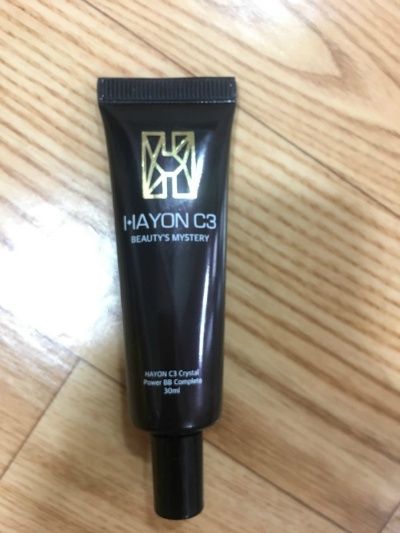 HAYON C3
BEAUTY'S MYSTERY
HAYON C3 Crystal
Power BB Complete
30ml